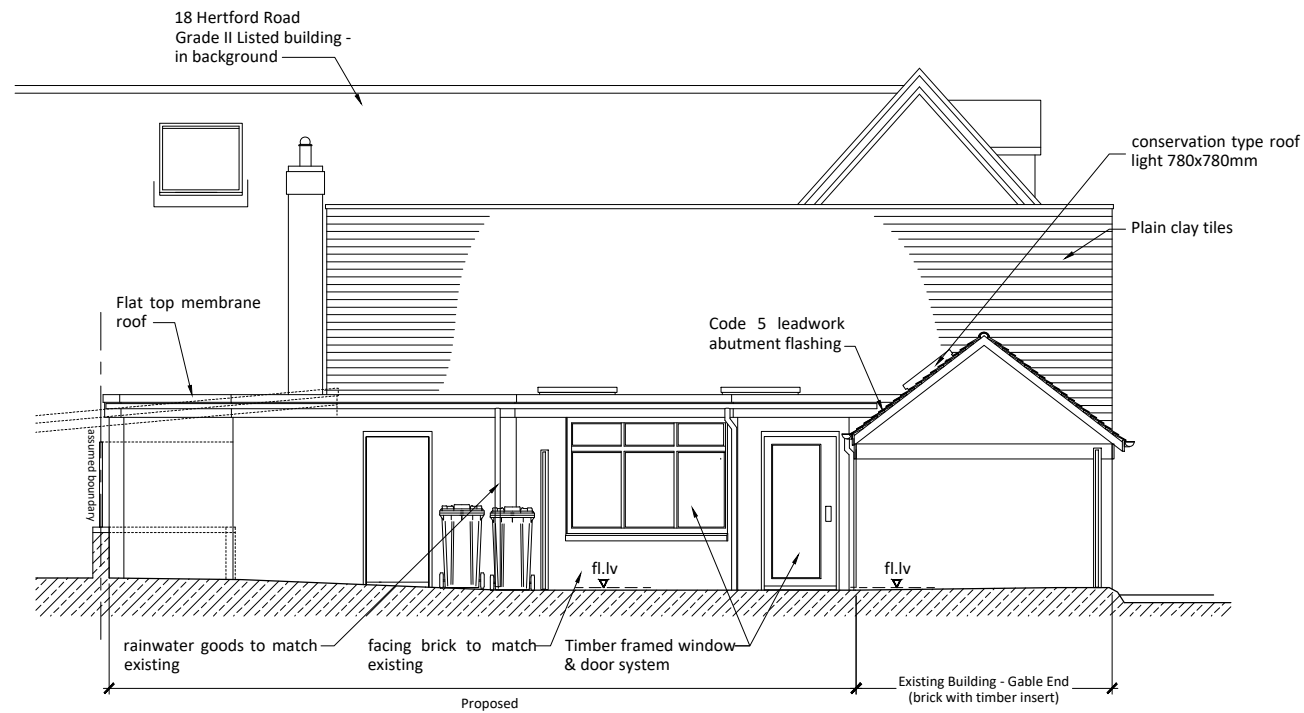 18 Hertford Road
Grade II Listed building -
in background
conservation type roof
light 780x780mm
Plain clay tiles
Flat top membrane
roof
Code 5 leadwork
abutment flashing
assumed boundary
fl.lv
fl.lv
rainwater goods to match
existing
facing brick to match
existing
Timber framed window
& door system
Proposed
Existing Building - Gable End
(brick with timber insert)